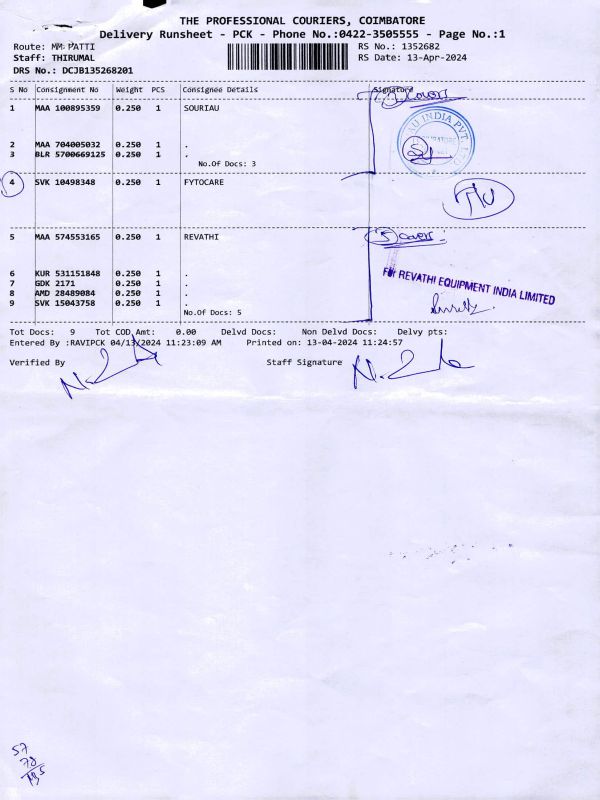 THE PROFESSIONAL COURIERS, COIMBATORE
Delivery Runsheet - PCK - Phone No.:0422-3505555 - Page No.:1
Route: MM PATTI RS No.: 1352682
Staff: THIRUMAL RS Date: 13-Apr-2024
DRS No.: DCJB135268201
S No Consignment No Weight PCS Consignee Details Signature
3 Covers
1 MAA 100895359 0.250 1 SOURIAU
AU INDIA PVT. LTD
2 MAA 704005032 0.250 1 .
3 BLR 5700669125 0.250 1 .
No.Of Docs: 3
4 SVK 10498348 0.250 1 FYTOCARE
5 MAA 574553165 0.250 1 REVATHI
5 Covers
6 KUR 531151848 0.250 1 .
For REVATHI EQUIPMENT INDIA LIMITED
7 GDK 2171 0.250 1 .
8 AMD 28489084 0.250 1 .
9 SVK 15043758 0.250 1 .
No.Of Docs: 5
Tot Docs: 9 Tot COD Amt: 0.00 Delvd Docs: Non Delvd Docs: Delvy pts:
Entered By :RAVIPCK 04/13/2024 11:23:09 AM Printed on: 13-04-2024 11:24:57
Verified By Staff Signature
57
78